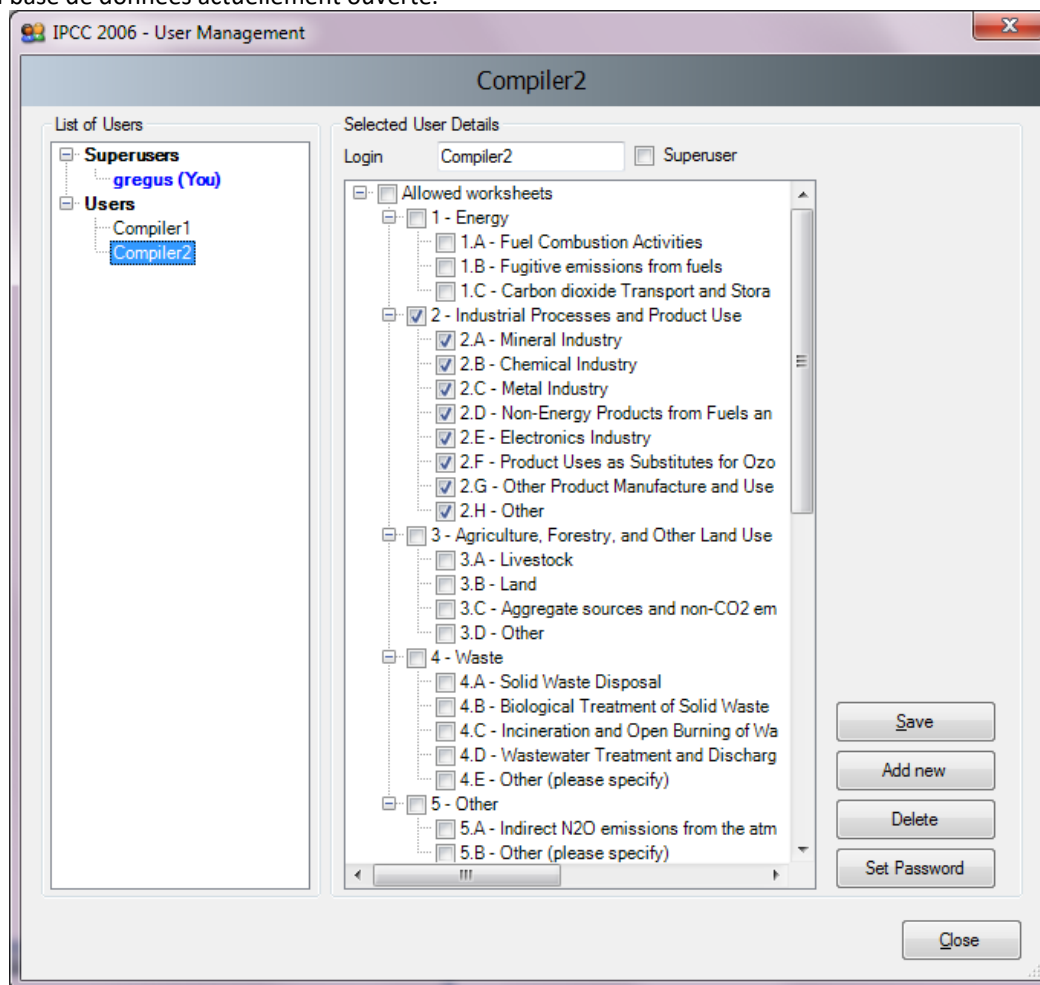 base de données actuellement ouverte.
IPCC 2006 - User Management
Compiler2
List of Users
Superusers
gregus (You)
Users
Compiler1
Compiler2
Selected User Details
Login Compiler2 Superuser
Allowed worksheets
1 - Energy
1.A - Fuel Combustion Activities
1.B - Fugitive emissions from fuels
1.C - Carbon dioxide Transport and Stora
2 - Industrial Processes and Product Use
2.A - Mineral Industry
2.B - Chemical Industry
2.C - Metal Industry
2.D - Non-Energy Products from Fuels an
2.E - Electronics Industry
2.F - Product Uses as Substitutes for Ozo
2.G - Other Product Manufacture and Use
2.H - Other
3 - Agriculture, Forestry, and Other Land Use
3.A - Livestock
3.B - Land
3.C - Aggregate sources and non-CO2 em
3.D - Other
4 - Waste
4.A - Solid Waste Disposal
4.B - Biological Treatment of Solid Waste
4.C - Incineration and Open Burning of Wa
4.D - Wastewater Treatment and Discharg
4.E - Other (please specify)
5 - Other
5.A - Indirect N2O emissions from the atm
5.B - Other (please specify)
Save
Add new
Delete
Set Password
Close